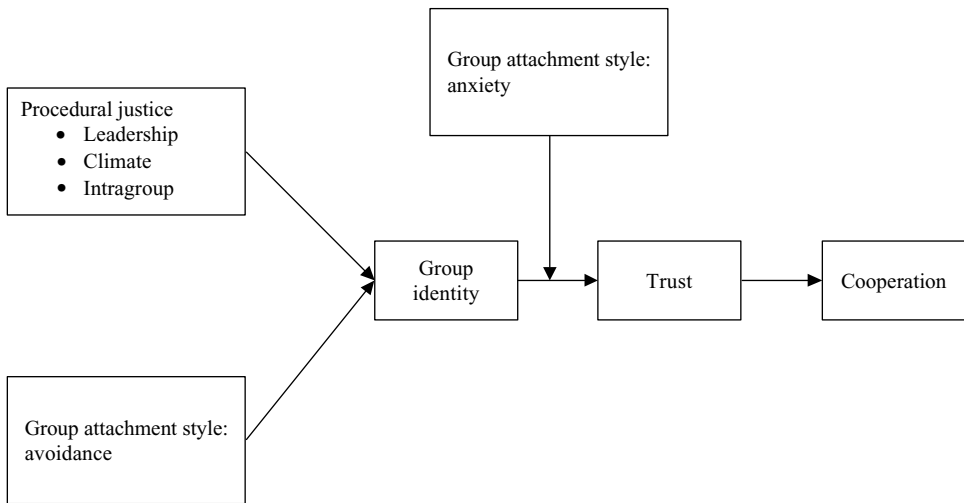 Group attachment style:
anxiety
Procedural justice
• Leadership
• Climate
• Intragroup
Group
identity
Trust
Cooperation
Group attachment style:
avoidance